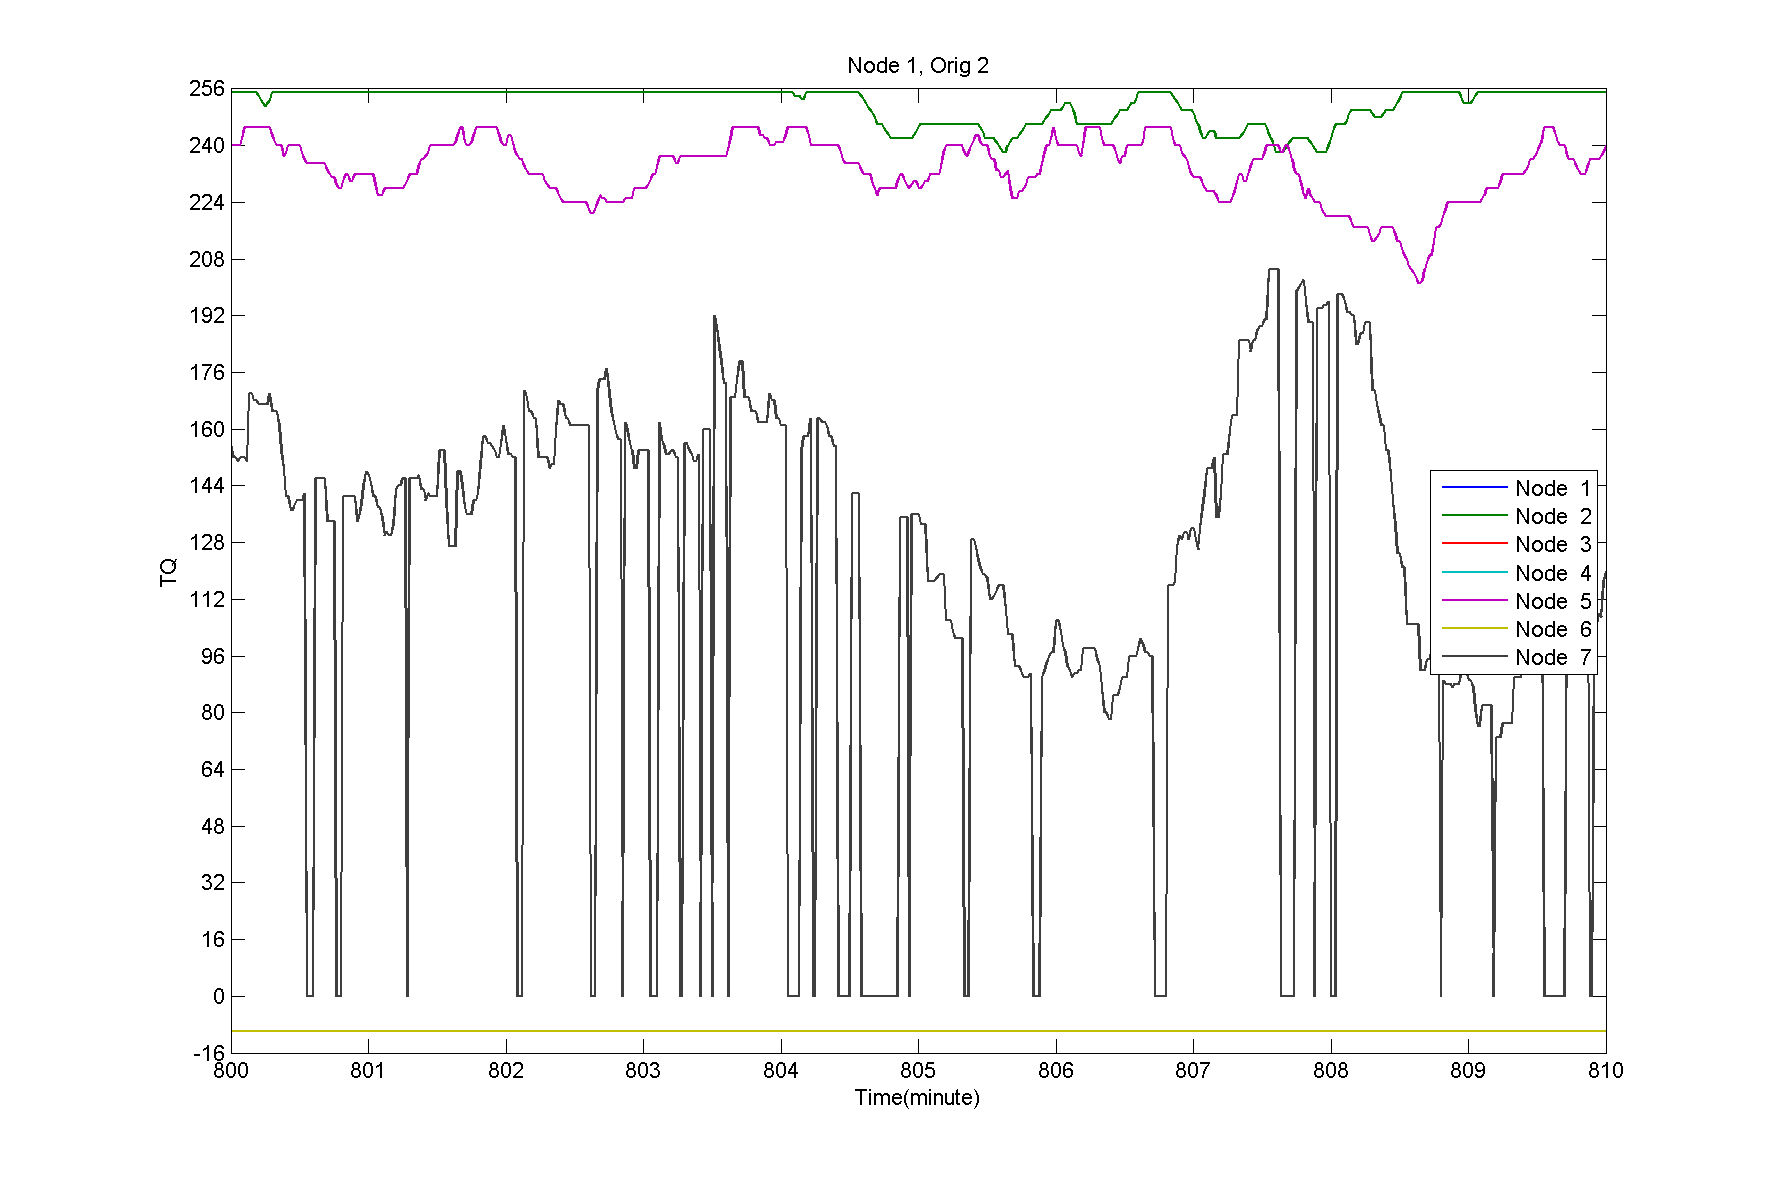 Node 1, Orig 2
256
240
224
208
192
176
160
144
128
112
96
80
64
48
32
16
0
-16
TQ
Node 1
Node 2
Node 3
Node 4
Node 5
Node 6
Node 7
800 801 802 803 804 805 806 807 808 809 810
Time(minute)